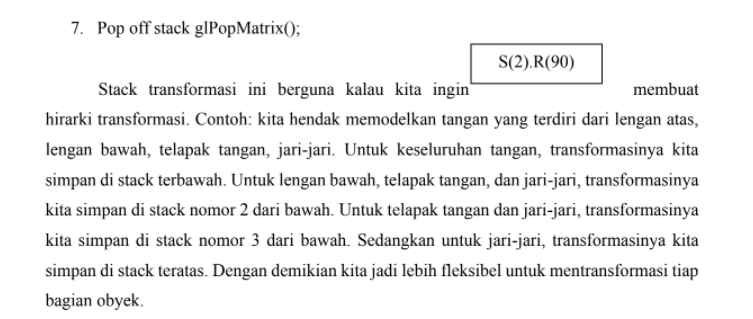 7. Pop off stack glPopMatrix();
S(2).R(90)
Stack transformasi ini berguna kalau kita ingin membuat
hirarki transformasi. Contoh: kita hendak memodelkan tangan yang terdiri dari lengan atas,
lengan bawah, telapak tangan, jari-jari. Untuk keseluruhan tangan, transformasinya kita
simpan di stack terbawah. Untuk lengan bawah, telapak tangan, dan jari-jari, transformasinya
kita simpan di stack nomor 2 dari bawah. Untuk telapak tangan dan jari-jari, transformasinya
kita simpan di stack nomor 3 dari bawah. Sedangkan untuk jari-jari, transformasinya kita
simpan di stack teratas. Dengan demikian kita jadi lebih fleksibel untuk mentransformasi tiap
bagian obyek.